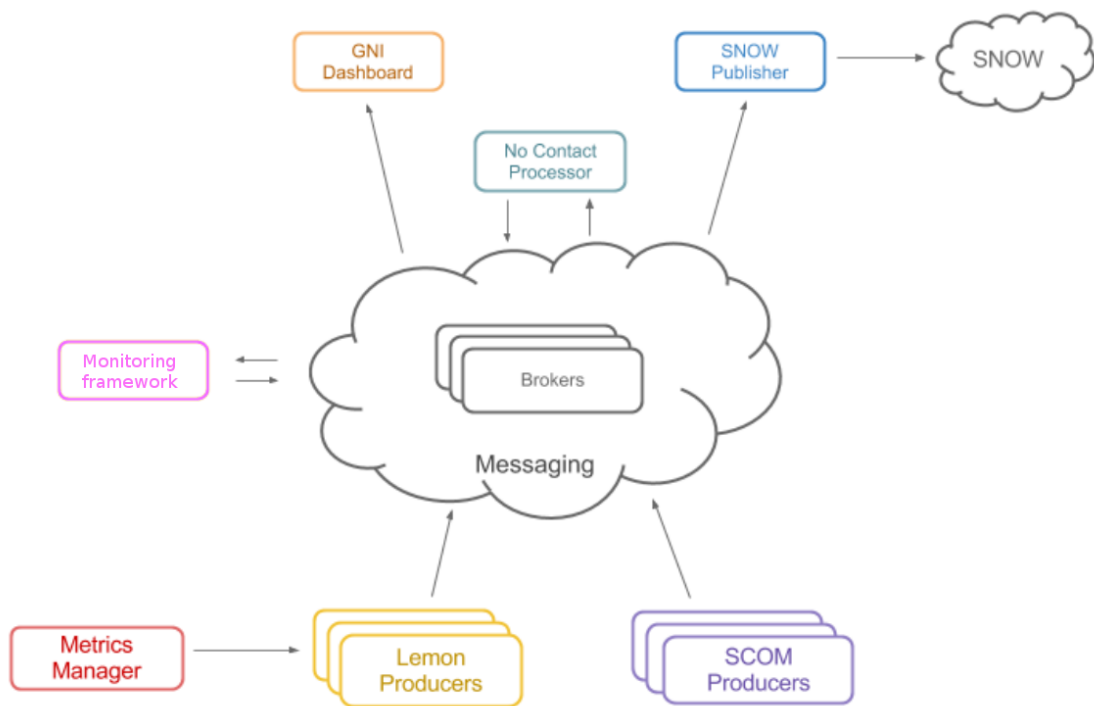 GNI
Dashboard
SNOW
Publisher
SNOW
No Contact
Processor
Monitoring
framework
Brokers
Messaging
Metrics
Manager
Lemon
Producers
SCOM
Producers